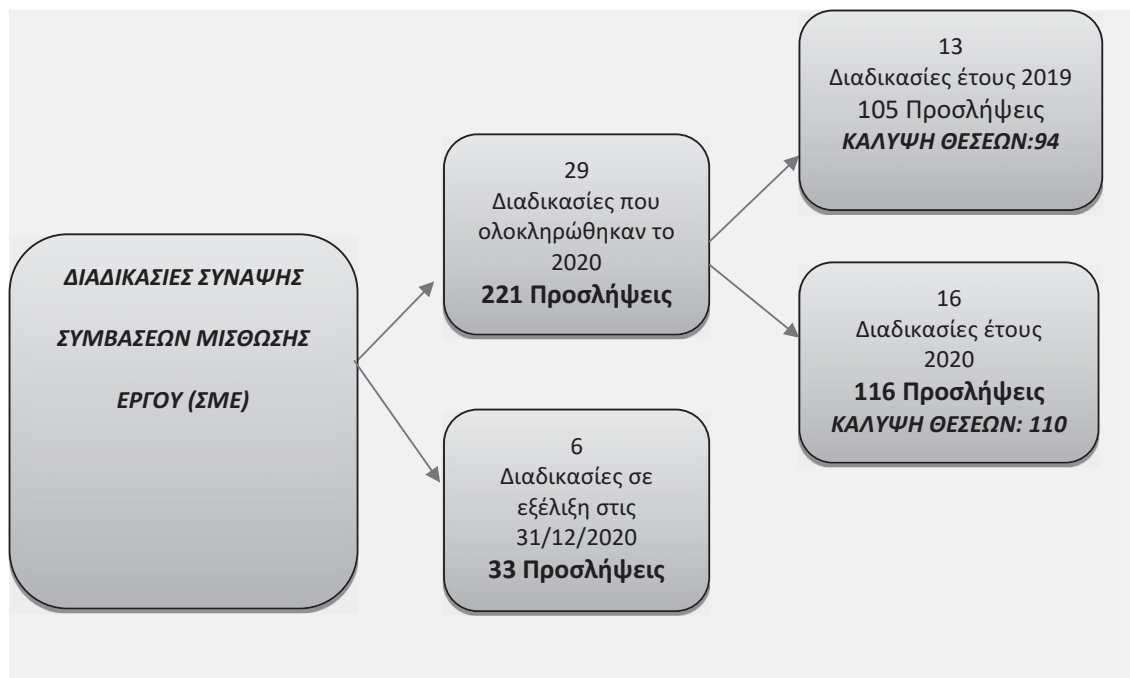 ΔΙΑΔΙΚΑΣΙΕΣ ΣΥΝΑΨΗΣ
ΣΥΜΒΑΣΕΩΝ ΜΙΣΘΩΣΗΣ
ΕΡΓΟΥ (ΣΜΕ)
29
Διαδικασίες που
ολοκληρώθηκαν το
2020
221 Προσλήψεις
6
Διαδικασίες σε
εξέλιξη στις
31/12/2020
33 Προσλήψεις
13
Διαδικασίες έτους 2019
105 Προσλήψεις
ΚΑΛΥΨΗ ΘΕΣΕΩΝ:94
16
Διαδικασίες έτους
2020
116 Προσλήψεις
ΚΑΛΥΨΗ ΘΕΣΕΩΝ: 110